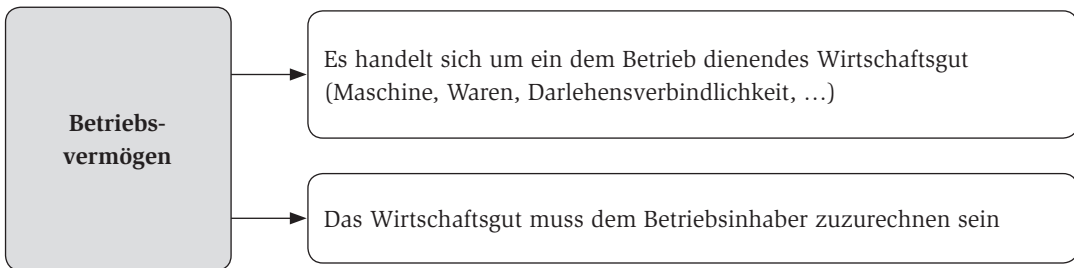 Betriebs-
vermögen
Es handelt sich um ein dem Betrieb dienendes Wirtschaftsgut
(Maschine, Waren, Darlehensverbindlichkeit, …)
Das Wirtschaftsgut muss dem Betriebsinhaber zuzurechnen sein